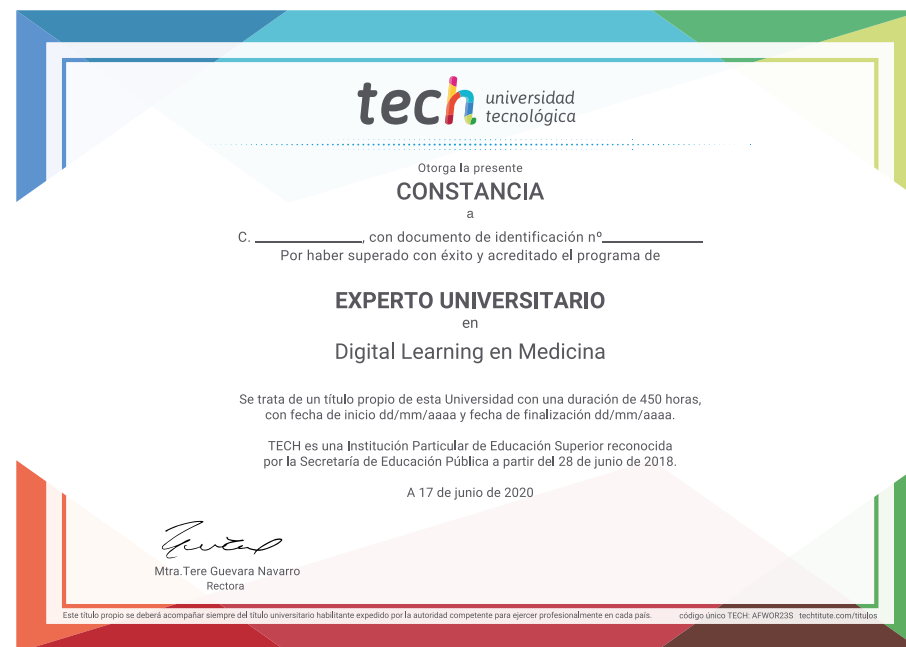 tech universidad
tecnológica
Otorga la presente
CONSTANCIA
a
C. ______________, con documento de identificación nº_____________
Por haber superado con éxito y acreditado el programa de
EXPERTO UNIVERSITARIO
en
Digital Learning en Medicina
Se trata de un título propio de esta Universidad con una duración de 450 horas,
con fecha de inicio dd/mm/aaaa y fecha de finalización dd/mm/aaaa.
TECH es una Institución Particular de Educación Superior reconocida
por la Secretaría de Educación Pública a partir del 28 de junio de 2018.
A 17 de junio de 2020
Mtra.Tere Guevara Navarro
Rectora
Este título propio se deberá acompañar siempre del título universitario habilitante expedido por la autoridad competente para ejercer profesionalmente en cada país. código único TECH: AFWOR23S techtitute.com/titulos